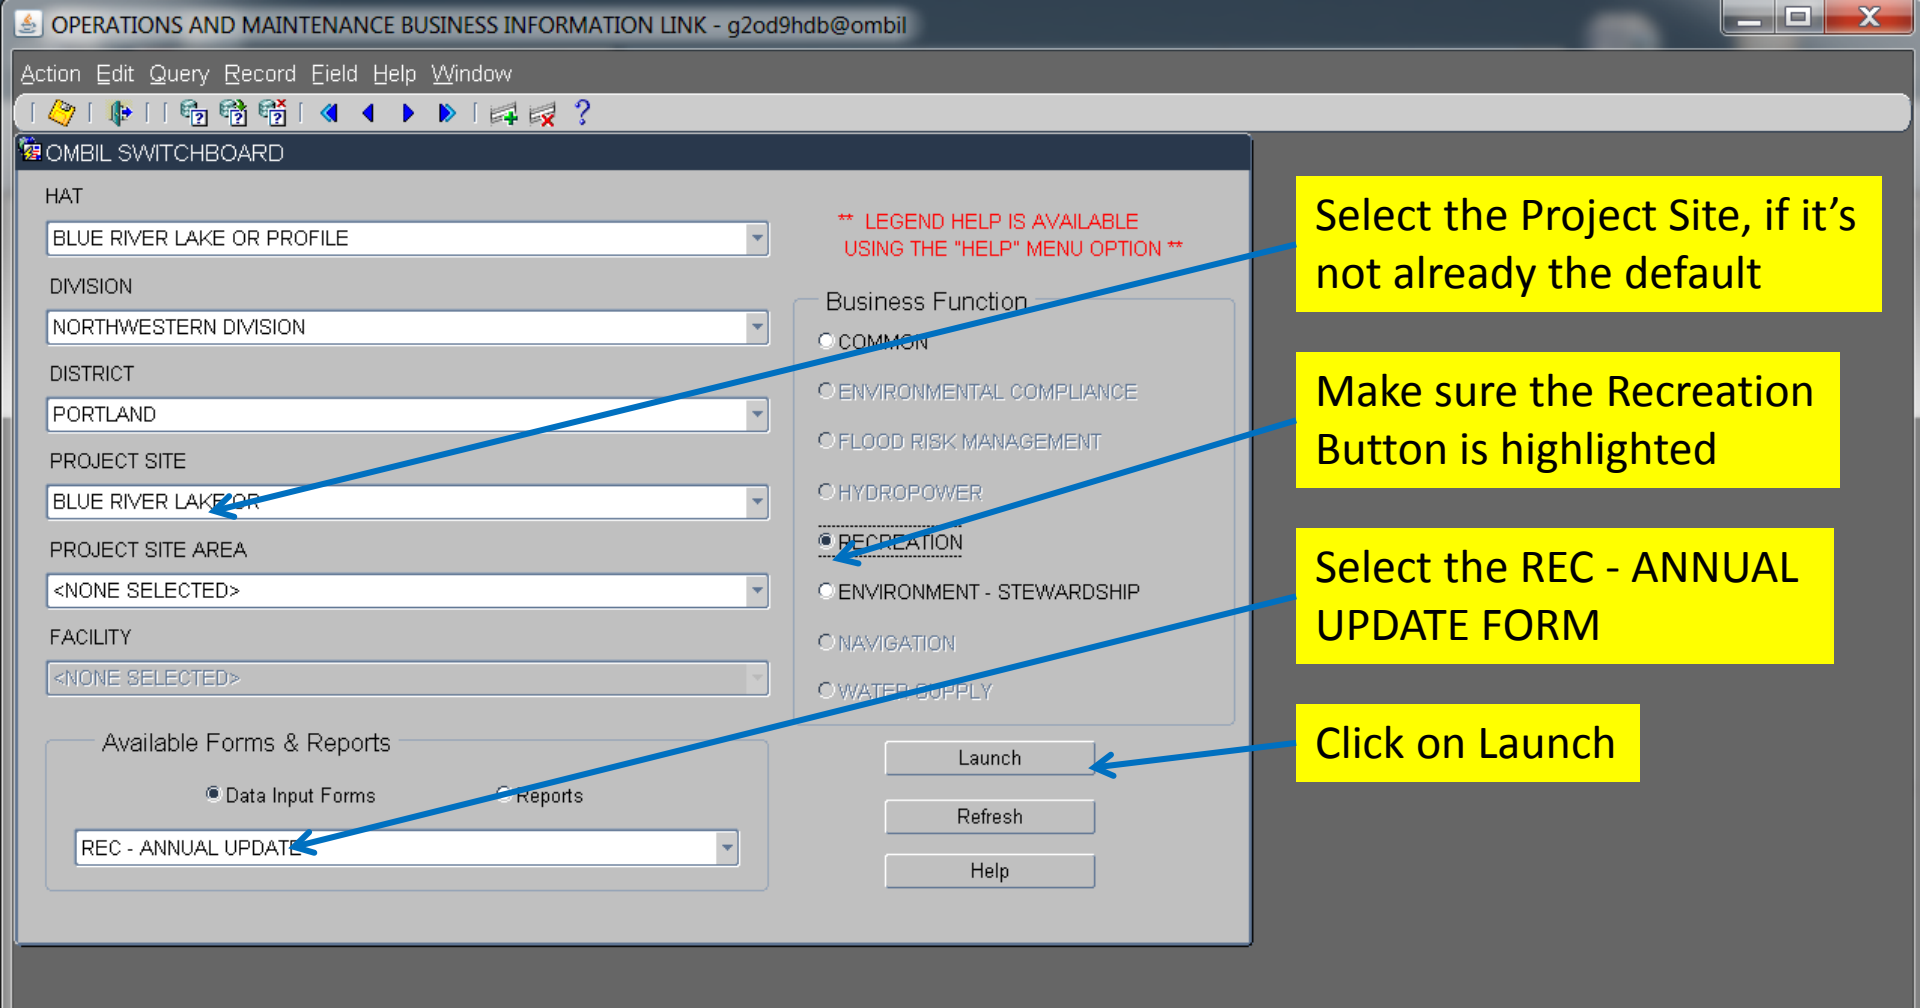 OPERATIONS AND MAINTENANCE BUSINESS INFORMATION LINK - g2od9hdb@ombil
X
Action Edit Query Record Field Help Window
OMBIL SWITCHBOARD
HAT
BLUE RIVER LAKE OR PROFILE
DIVISION
NORTHWESTERN DIVISION
DISTRICT
PORTLAND
PROJECT SITE
BLUE RIVER LAKE OR
PROJECT SITE AREA
<NONE SELECTED>
FACILITY
<NONE SELECTED>
Available Forms & Reports
Data Input Forms
Reports
REC - ANNUAL UPDATE
** LEGEND HELP IS AVAILABLE
USING THE "HELP" MENU OPTION **
Business Function
COMMON
ENVIRONMENTAL COMPLIANCE
FLOOD RISK MANAGEMENT
HYDROPOWER
RECREATION
ENVIRONMENT - STEWARDSHIP
NAVIGATION
WATER SUPPLY
Launch
Refresh
Help
Select the Project Site, if it’s
not already the default
Make sure the Recreation
Button is highlighted
Select the REC - ANNUAL
UPDATE FORM
Click on Launch